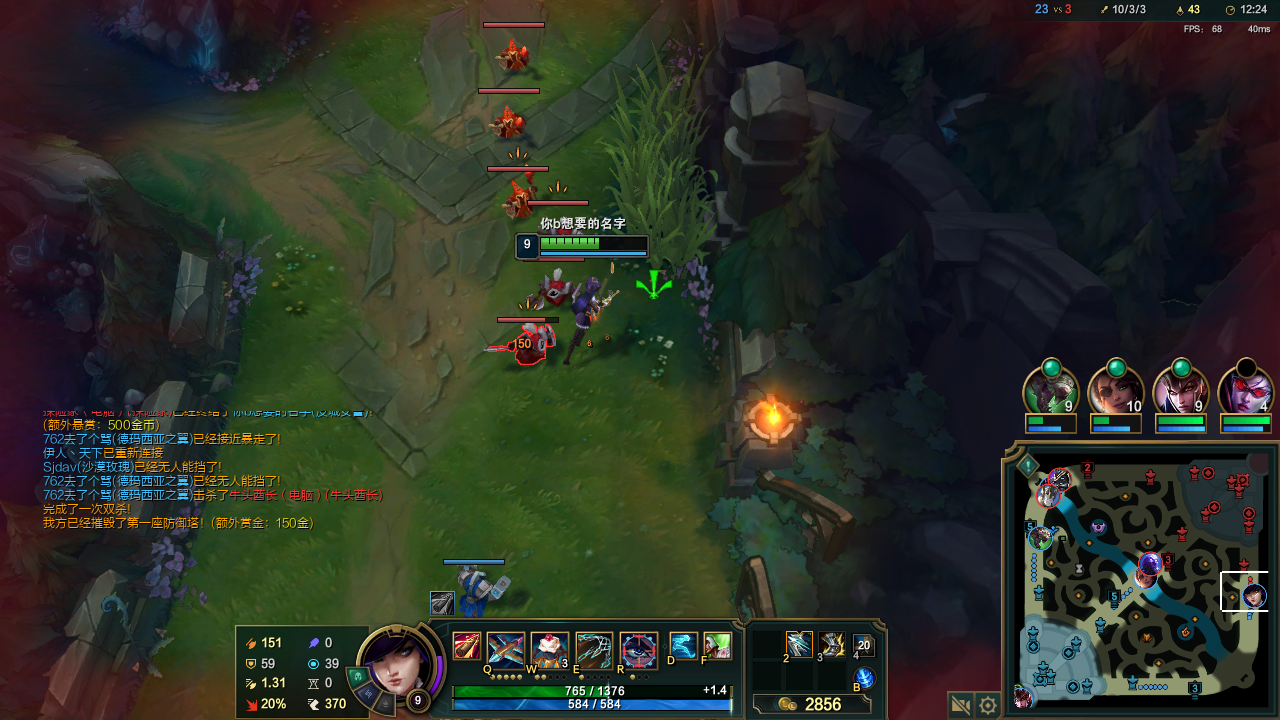 23 vs 3
10/3/3
43
12:24
FPS: 68
40ms
你b想要的名字
9
150
(额外悬赏：500金币)
762去了个骂(德玛西亚之翼)已经接近暴走了!
伊人、天下已重新连接
Sjdav(沙漠玫瑰)已经无人能挡了!
762去了个骂(德玛西亚之翼)已经无人能挡了!
762去了个骂(德玛西亚之翼)击杀了牛头酋长（电脑）(牛头酋长)
完成了一次双杀!
我方已经摧毁了第一座防御塔！(额外赏金：150金)
9
10
9
4
2
5
3
5
3
151
0
59
39
1.31
0
20%
370
9
Q
W
3
E
R
D
F
765 / 1376
+1.4
584 / 584
2
3
20
4
B
2856